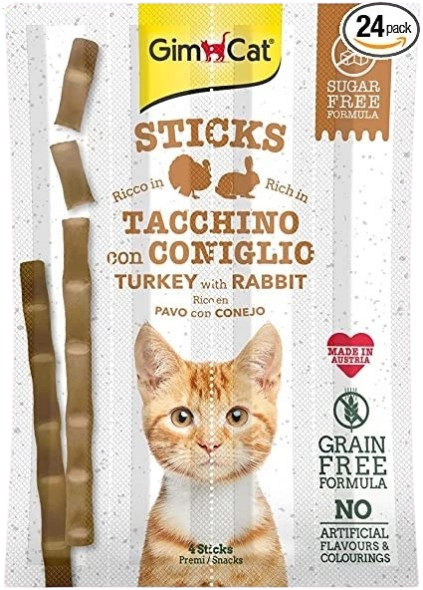 24 pack
GimCat
SUGAR
FREE
FORMULA
STICKS
Ricco in
Rich in
TACCHINO
con CONIGLIO
TURKEY with RABBIT
Rico en
PAVO con CONEJO
MADE IN
AUSTRIA
GRAIN
FREE
FORMULA
NO
ARTIFICIAL
FLAVOURS &
COLOURINGS
4 Sticks
Premi / Snacks